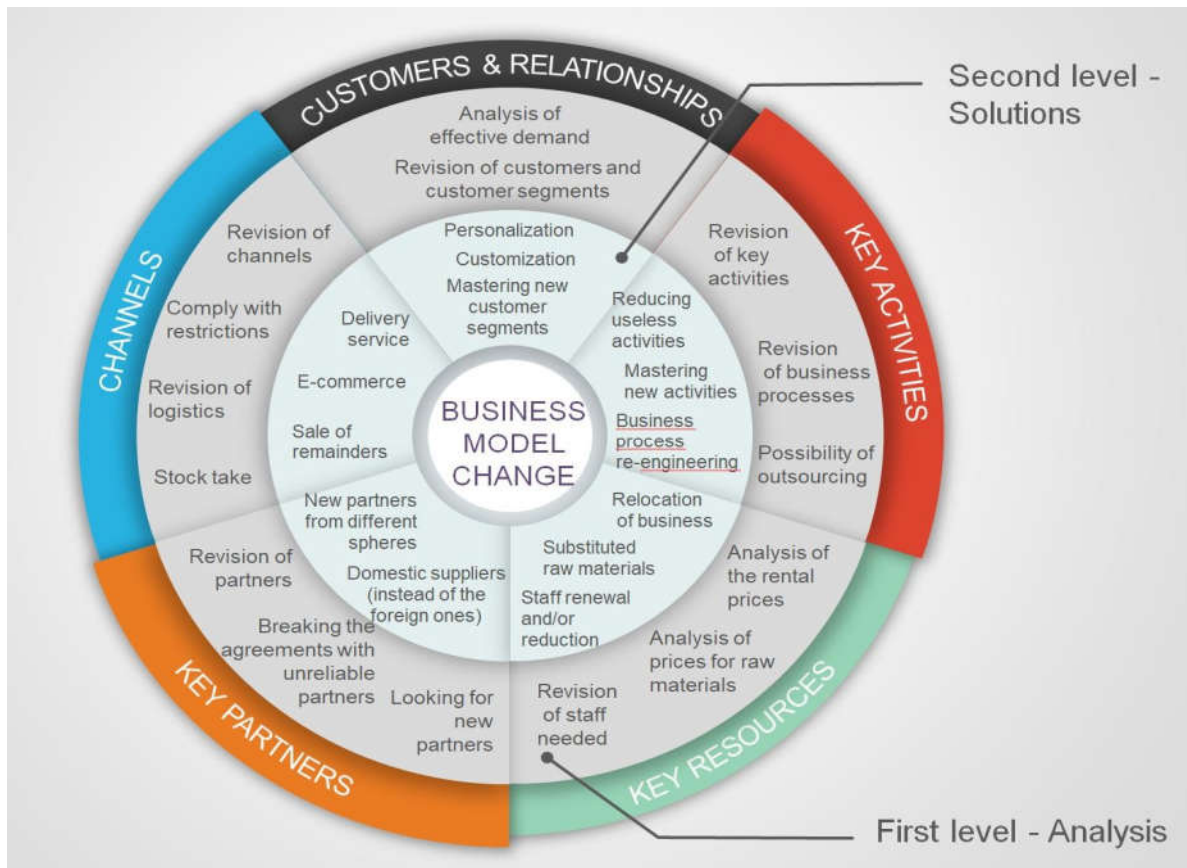 CUSTOMERS & RELATIONSHIPS
Analysis of
effective demand
Revision of customers and
customer segments
Personalization
Customization
Mastering new
customer
segments
Second level -
Solutions
KEY ACTIVITIES
Revision
of key
activities
Revision
of business
processes
Possibility of
outsourcing
Reducing
useless
activities
Mastering
new activities
Business
process
re-engineering
KEY RESOURCES
Analysis of
the rental
prices
Analysis of
prices for raw
materials
Revision
of staff
needed
Relocation
of business
Substituted
raw materials
Staff renewal
and/or
reduction
First level - Analysis
KEY PARTNERS
Revision of
partners
Breaking the
agreements with
unreliable
partners
Looking for
new
partners
New partners
from different
spheres
Domestic suppliers
(instead of the
foreign ones)
CHANNELS
Revision of
channels
Comply with
restrictions
Revision of
logistics
Stock take
Delivery
service
E-commerce
Sale of
remainders
BUSINESS
MODEL
CHANGE